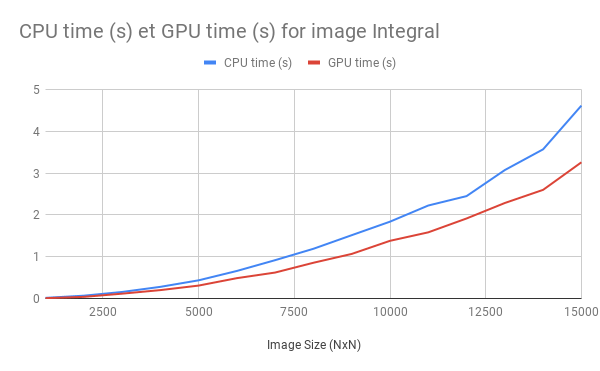 CPU time (s) et GPU time (s) for image Integral
CPU time (s) GPU time (s)
5
4
3
2
1
0
2500 5000 7500 10000 12500 15000
Image Size (NxN)